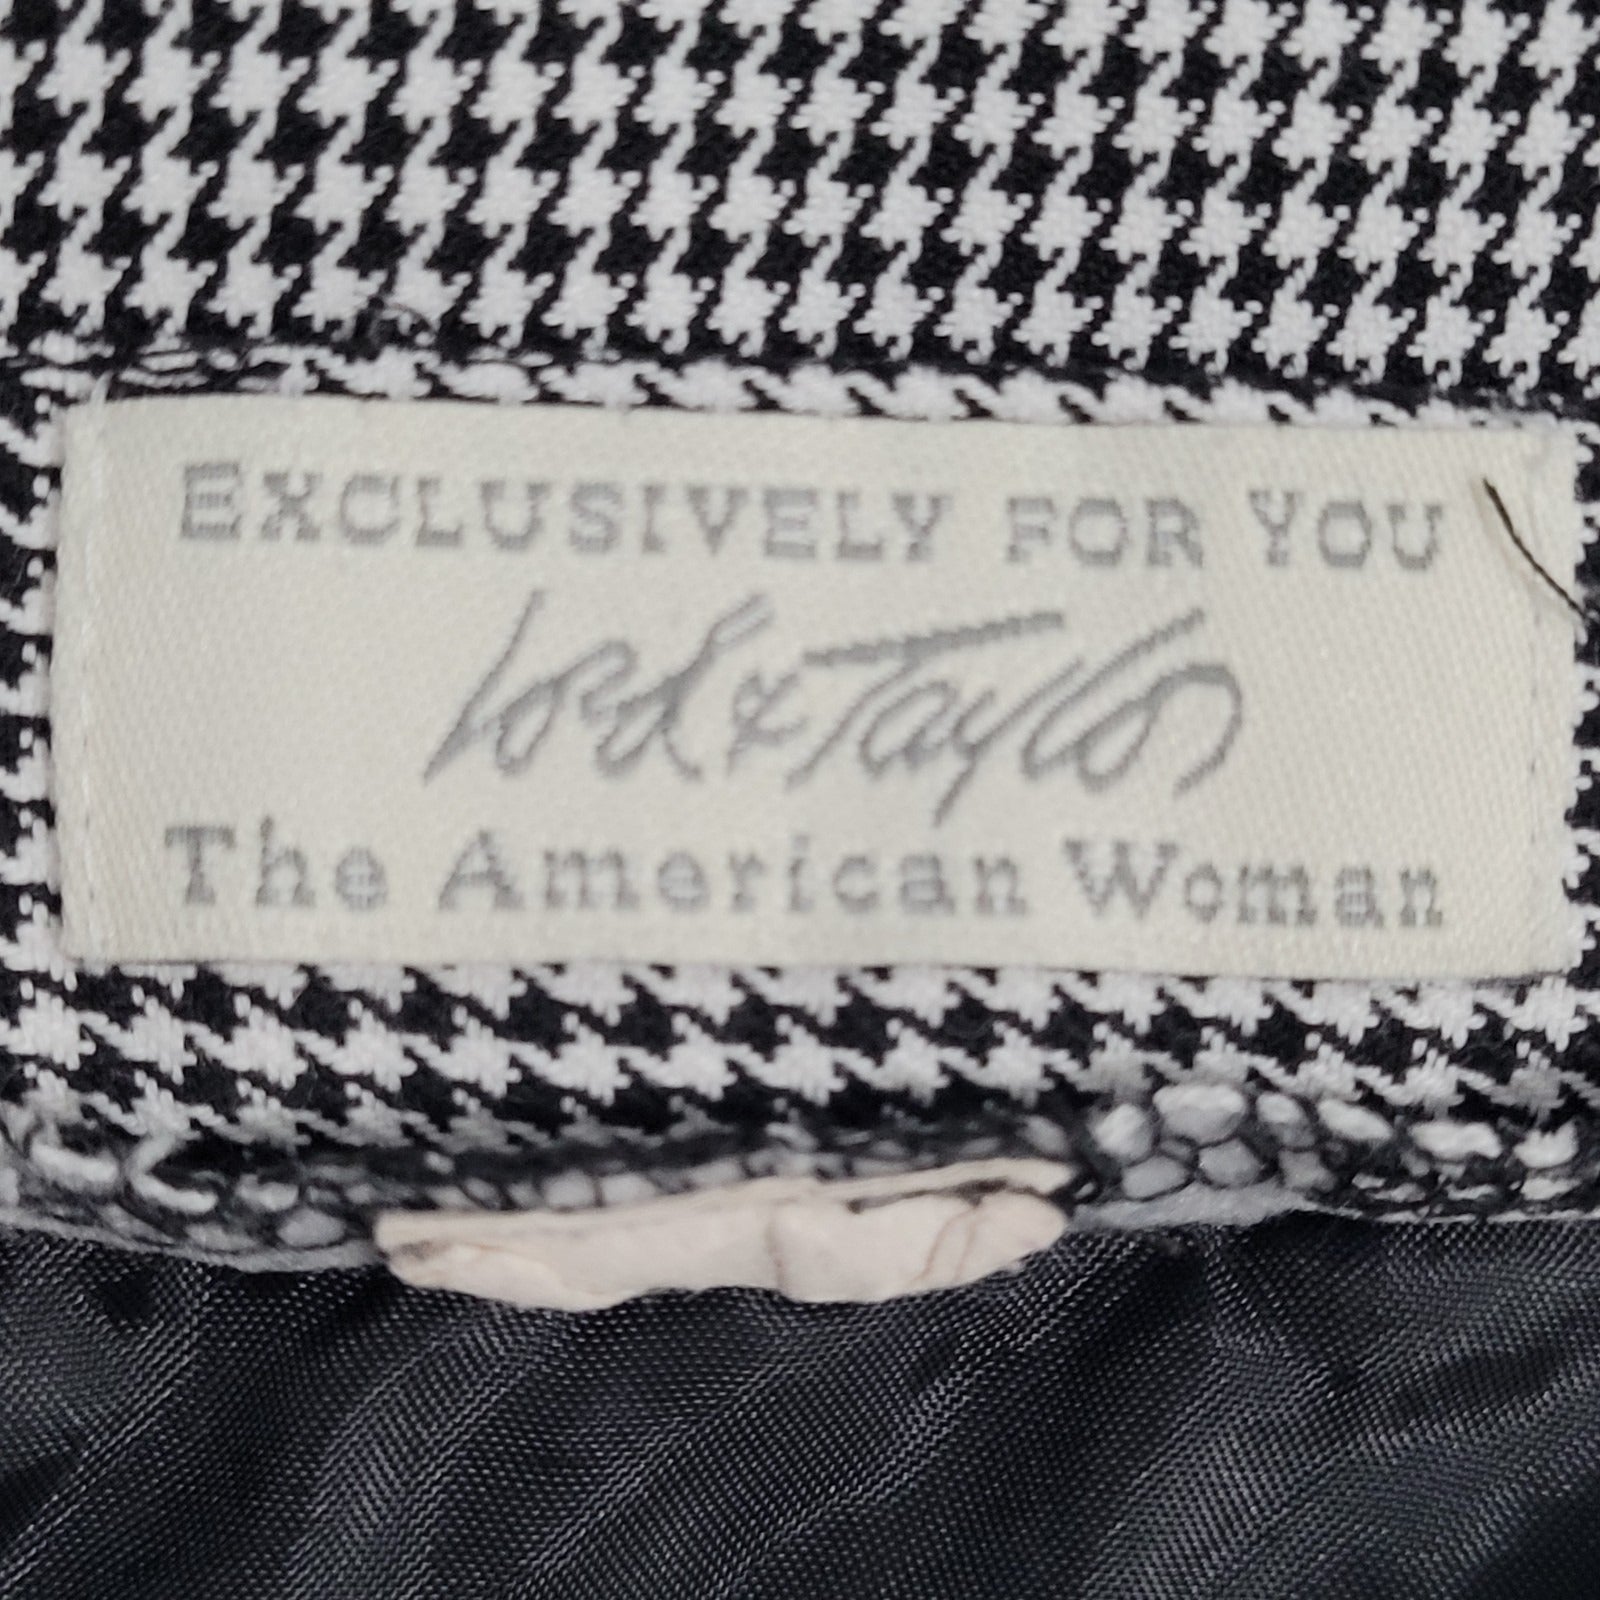 EXCLUSIVELY FOR YOU
Lord & Taylor
The American Woman